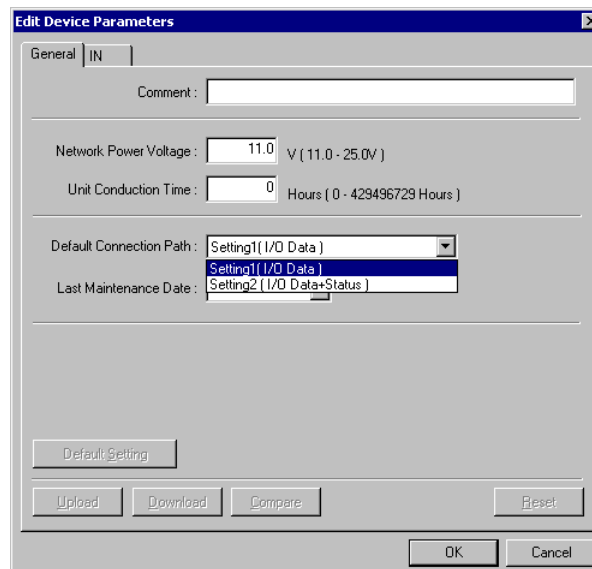 Edit Device Parameters
General IN
Comment :
Network Power Voltage : 11.0 V ( 11.0 - 25.0V )
Unit Conduction Time : 0 Hours ( 0 - 429496729 Hours )
Default Connection Path : Setting1( I/O Data )
Setting1( I/O Data )
Setting2 ( I/O Data+Status )
Last Maintenance Date :
Default Setting
Upload Download Compare Reset
OK Cancel